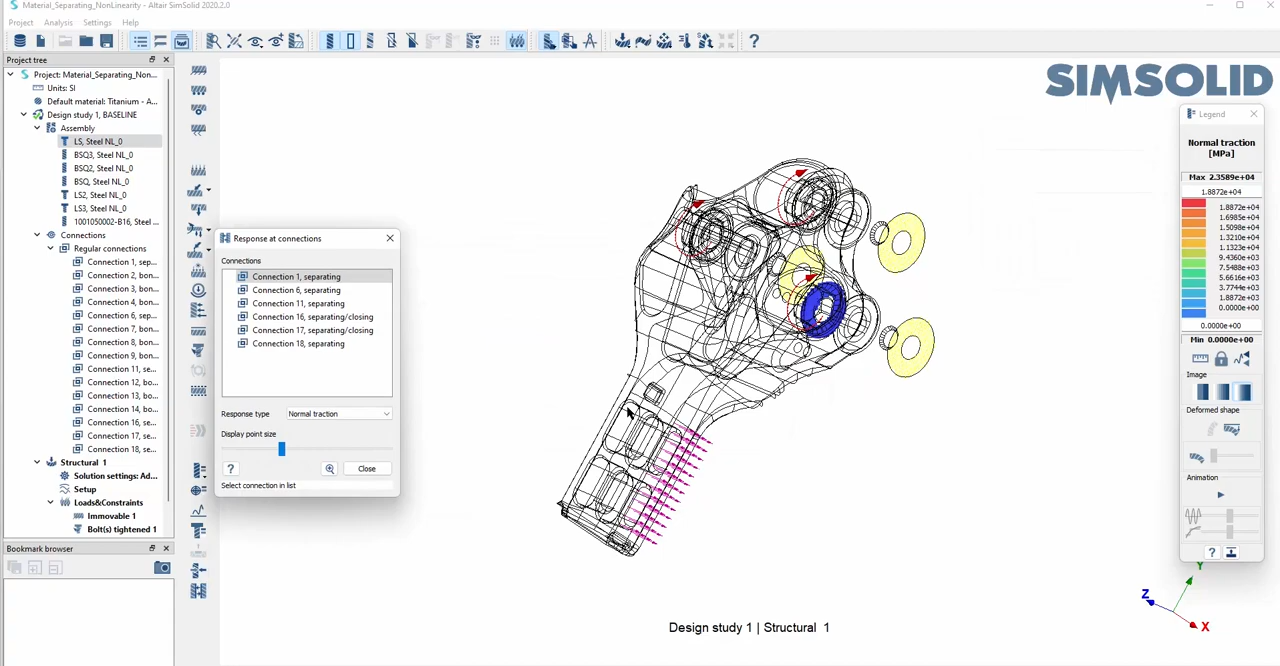 Material_Separating_NonLinearity - Altair SimSolid 2020.2.0
Project Analysis Settings Help
Project tree
Project: Material_Separating_Non...
Units: SI
Default material: Titanium - A...
Design study 1, BASELINE
Assembly
LS, Steel NL_0
BSQ3, Steel NL_0
BSQ2, Steel NL_0
BSQ, Steel NL_0
LS2, Steel NL_0
LS3, Steel NL_0
1001050002-B16, Steel ...
Connections
Regular connections
Connection 1, sep...
Connection 2, bon...
Connection 3, bon...
Connection 4, bon...
Connection 6, sep...
Connection 7, bon...
Connection 8, bon...
Connection 9, bon...
Connection 11, se...
Connection 12, bo...
Connection 13, bo...
Connection 14, bo...
Connection 16, se...
Connection 17, se...
Connection 18, se...
Structural 1
Solution settings: Ad...
Setup
Loads&Constraints
Immovable 1
Bolt(s) tightened 1
Bookmark browser
Response at connections
Connections
Connection 1, separating
Connection 6, separating
Connection 11, separating
Connection 16, separating/closing
Connection 17, separating/closing
Connection 18, separating
Response type Normal traction
Display point size
? Close
Select connection in list
SIMSOLID
Legend
Normal traction
[MPa]
Max 2.3589e+04
1.8872e+04
1.8872e+04
1.6985e+04
1.5098e+04
1.3210e+04
1.1323e+04
9.4360e+03
7.5488e+03
5.6616e+03
3.7744e+03
1.8872e+03
0.0000e+00
0.0000e+00
Min 0.0000e+00
Image
Deformed shape
Animation
?
Y
Z
X
Design study 1 | Structural 1